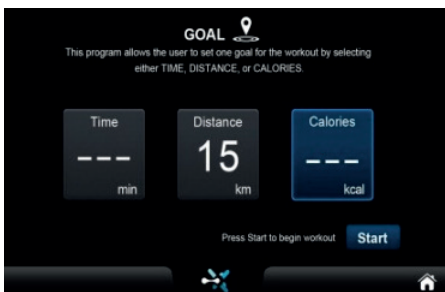 GOAL
This program allows the user to set one goal for the workout by selecting
either TIME, DISTANCE, or CALORIES.
Time
---
min
Distance
15
km
Calories
---
kcal
Press Start to begin workout
Start